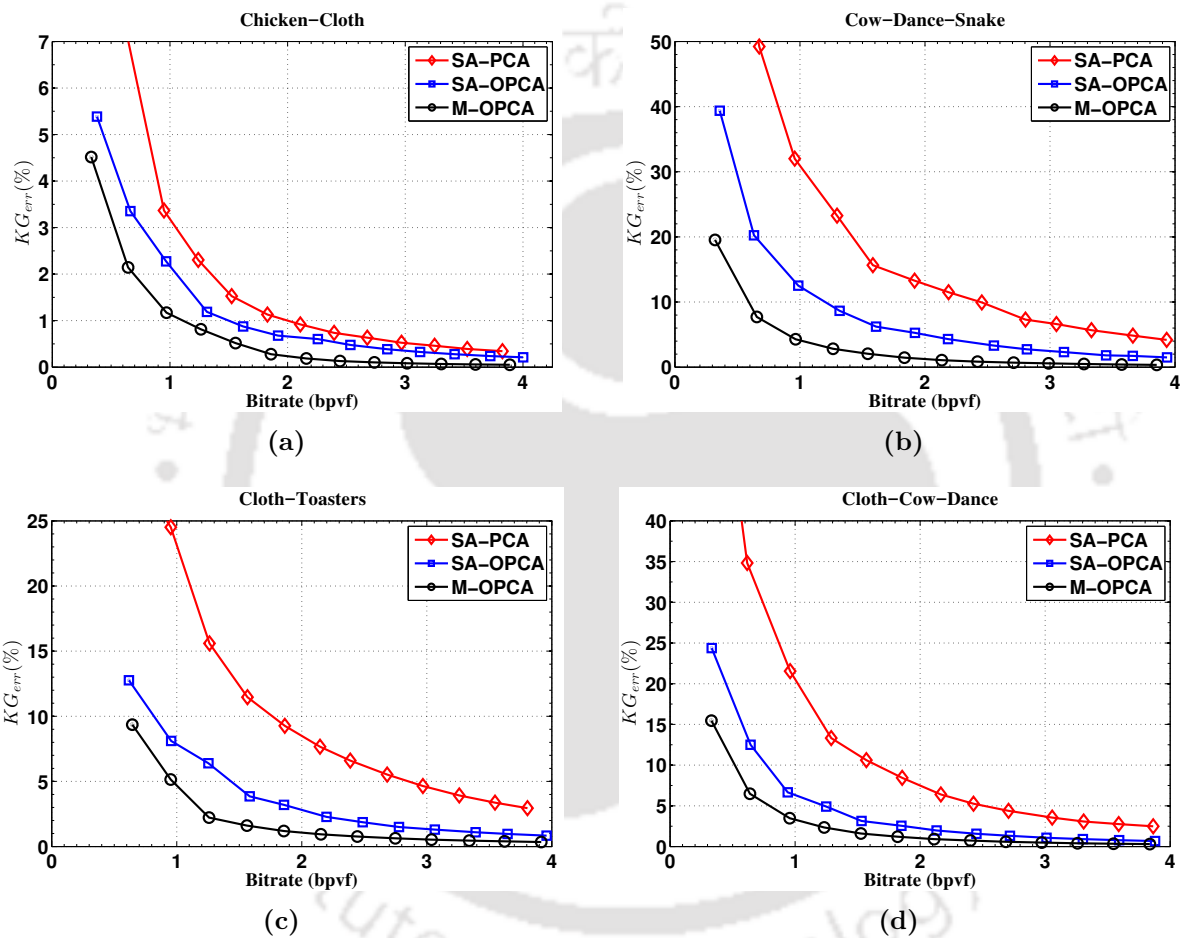 Chicken-Cloth
7
6
5
4
3
2
1
0
KG_err(%)
SA-PCA
SA-OPCA
M-OPCA
0 1 2 3 4
Bitrate (bpvf)
(a)
Cow-Dance-Snake
50
40
30
20
10
0
KG_err(%)
SA-PCA
SA-OPCA
M-OPCA
0 1 2 3 4
Bitrate (bpvf)
(b)
Cloth-Toasters
25
20
15
10
5
0
KG_err(%)
SA-PCA
SA-OPCA
M-OPCA
0 1 2 3 4
Bitrate (bpvf)
(c)
Cloth-Cow-Dance
40
35
30
25
20
15
10
5
0
KG_err(%)
SA-PCA
SA-OPCA
M-OPCA
0 1 2 3 4
Bitrate (bpvf)
(d)